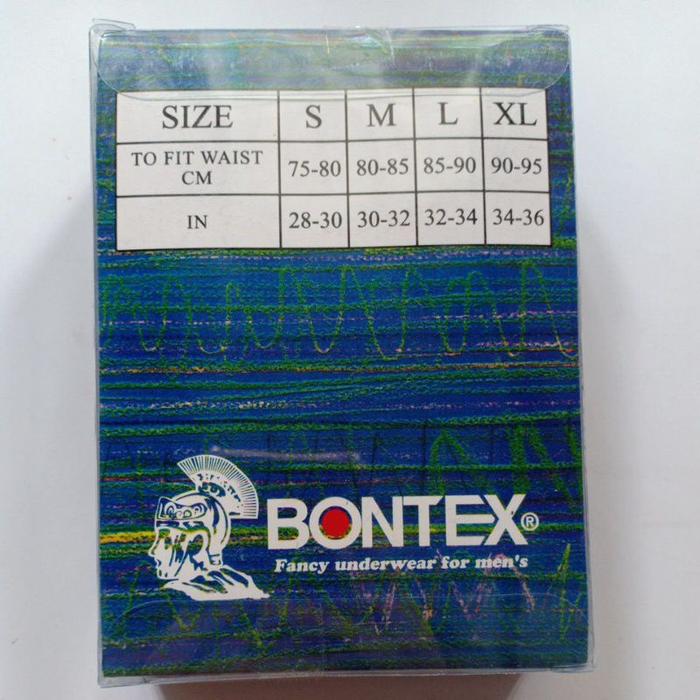 SIZE S M L XL
TO FIT WAIST
CM 75-80 80-85 85-90 90-95
IN 28-30 30-32 32-34 34-36
BONTEX®
Fancy underwear for men's